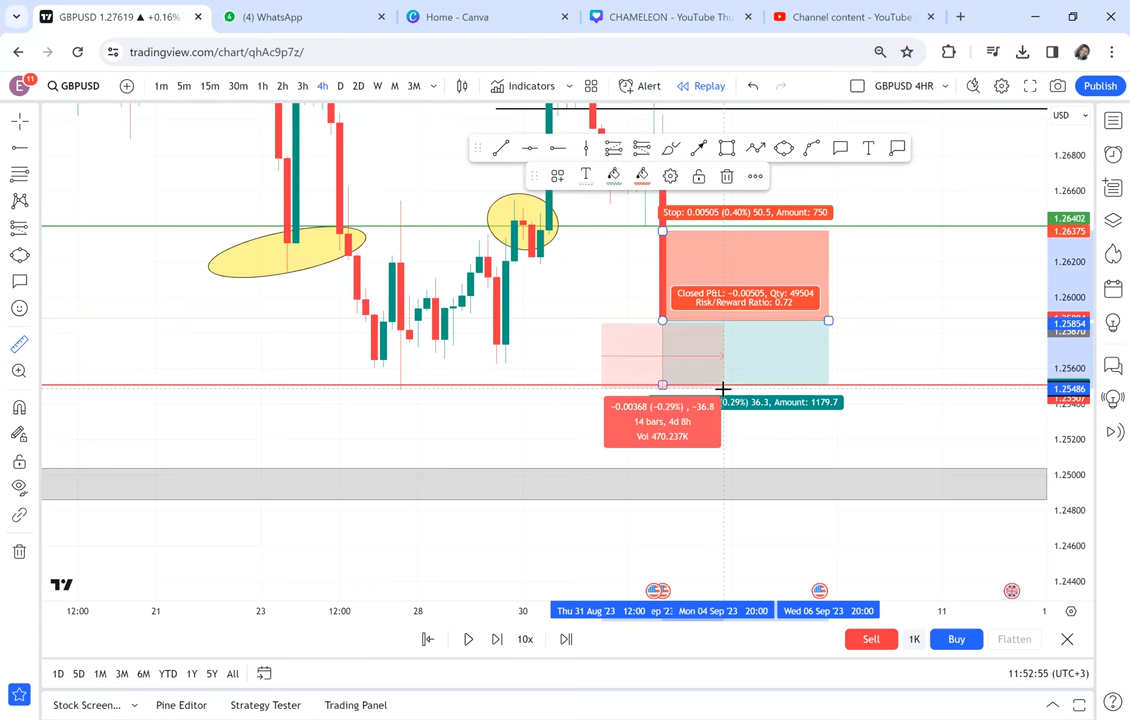 GBPUSD 1.27619 ▲ +0.16%
(4) WhatsApp
Home - Canva
CHAMELEON - YouTube Thu
Channel content - YouTube
tradingview.com/chart/qhAc9p7z/
E
11
GBPUSD
1m 5m 15m 30m 1h 2h 3h 4h D 2D W M 3M
Indicators
Alert
Replay
GBPUSD 4HR
Publish
USD
1.26800
1.26600
1.26402
1.26375
1.26200
1.26000
1.25854
1.25870
1.25600
1.25486
1.25200
1.25000
1.24800
1.24600
1.24400
Stop: 0.00505 (0.40%) 50.5, Amount: 750
Closed P&L: −0.00505, Qty: 49504
Risk/Reward Ratio: 0.72
0.29%) 36.3, Amount: 1179.7
−0.00368 (−0.29%) , −36.8
14 bars, 4d 8h
Vol 470.237K
12:00 21 23 12:00 28 30 Thu 31 Aug '23 12:00 ep '23 Mon 04 Sep '23 20:00 Wed 06 Sep '23 20:00 11 1
10x
Sell
1K
Buy
Flatten
1D 5D 1M 3M 6M YTD 1Y 5Y All
11:52:55 (UTC+3)
Stock Screen...
Pine Editor
Strategy Tester
Trading Panel